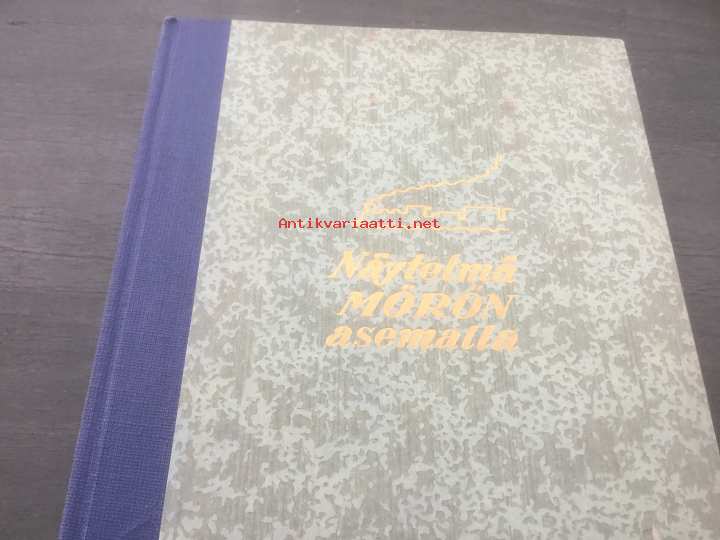 Antikvariaatti.net
Näytelmä
MÖRÖN
asemalla